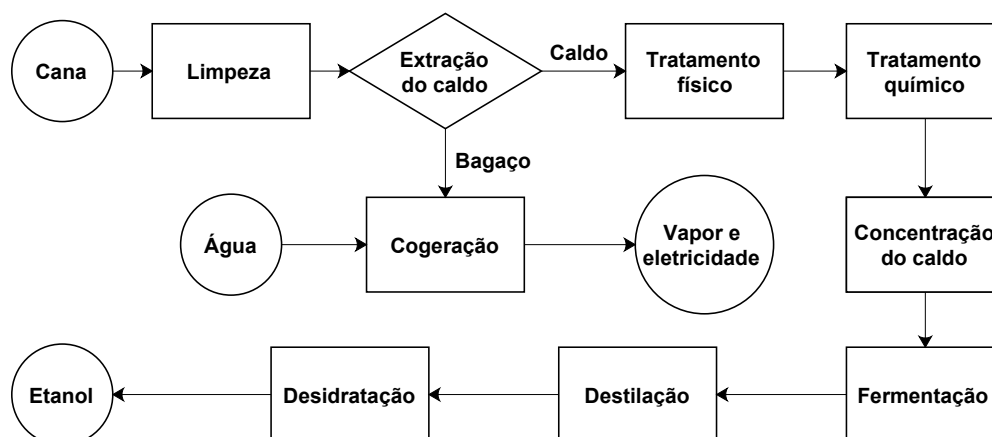 Cana
Limpeza
Extração
do caldo
Caldo
Tratamento
físico
Tratamento
químico
Bagaço
Água
Cogeração
Vapor e
eletricidade
Concentração
do caldo
Etanol
Desidratação
Destilação
Fermentação